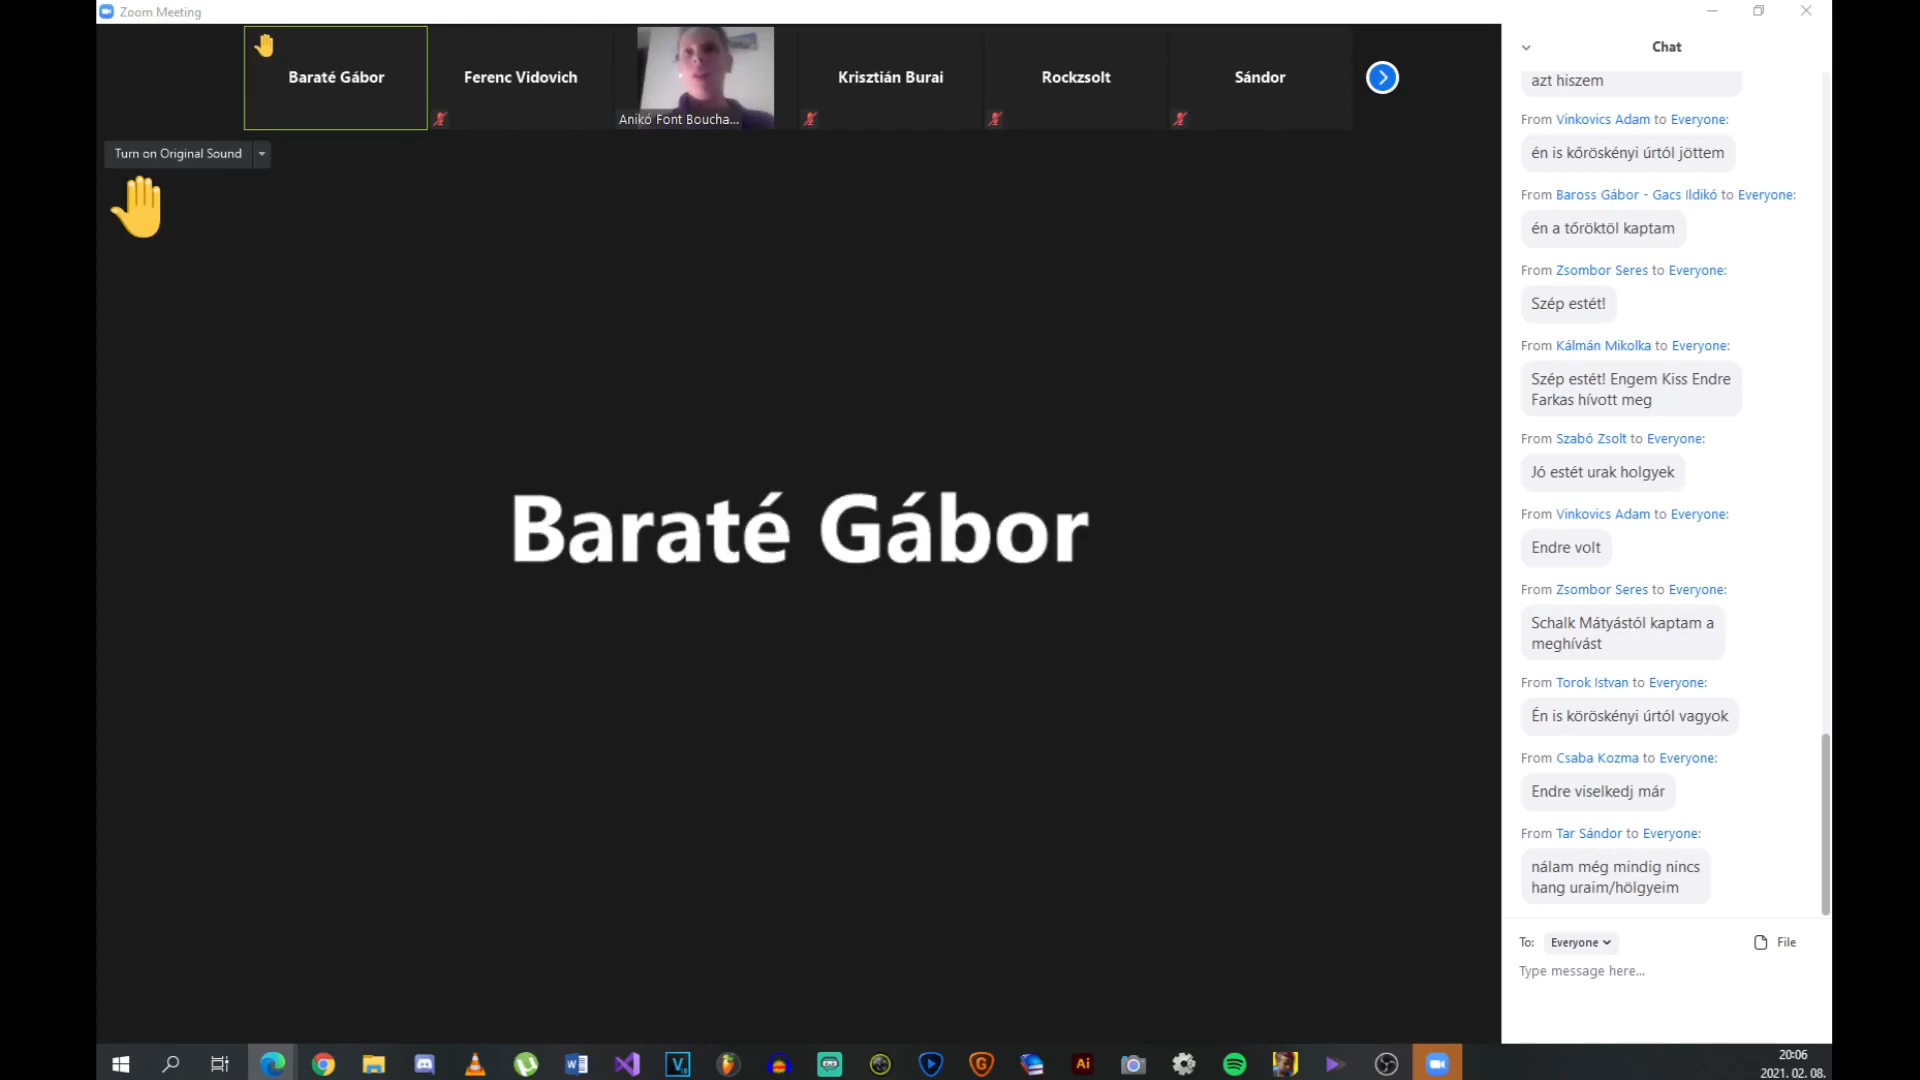 Zoom Meeting
Baraté Gábor
Ferenc Vidovich
Anikó Font Boucha...
Krisztián Burai
Rockzsolt
Sándor
Turn on Original Sound
Baraté Gábor
Chat
azt hiszem
From Vinkovics Adam to Everyone:
én is kőröskényi úrtól jöttem
From Baross Gábor - Gacs Ildikó to Everyone:
én a tőröktöl kaptam
From Zsombor Seres to Everyone:
Szép estét!
From Kálmán Mikolka to Everyone:
Szép estét! Engem Kiss Endre
Farkas hívott meg
From Szabó Zsolt to Everyone:
Jó estét urak holgyek
From Vinkovics Adam to Everyone:
Endre volt
From Zsombor Seres to Everyone:
Schalk Mátyástól kaptam a
meghívást
From Torok Istvan to Everyone:
Én is köröskényi úrtól vagyok
From Csaba Kozma to Everyone:
Endre viselkedj már
From Tar Sándor to Everyone:
nálam még mindig nincs
hang uraim/hölgyeim
To: Everyone
File
Type message here...
20:06
2021. 02. 08.